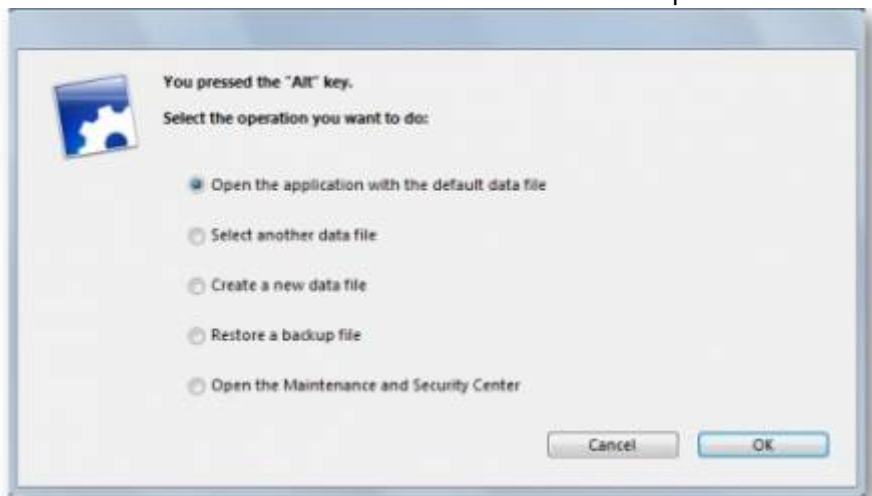 You pressed the "Alt" key.
Select the operation you want to do:
Open the application with the default data file
Select another data file
Create a new data file
Restore a backup file
Open the Maintenance and Security Center
Cancel
OK